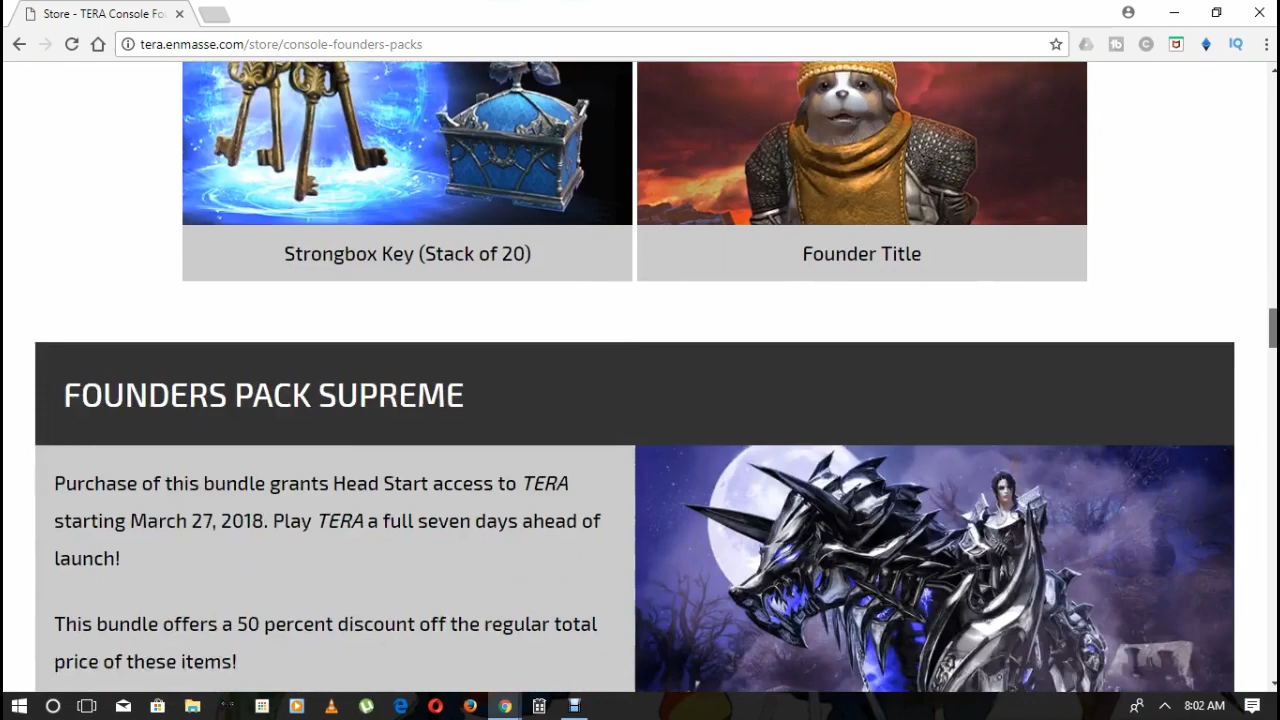 Store - TERA Console Fo
tera.enmasse.com/store/console-founders-packs
Strongbox Key (Stack of 20)
Founder Title
FOUNDERS PACK SUPREME
Purchase of this bundle grants Head Start access to TERA
starting March 27, 2018. Play TERA a full seven days ahead of
launch!
This bundle offers a 50 percent discount off the regular total
price of these items!
8:02 AM